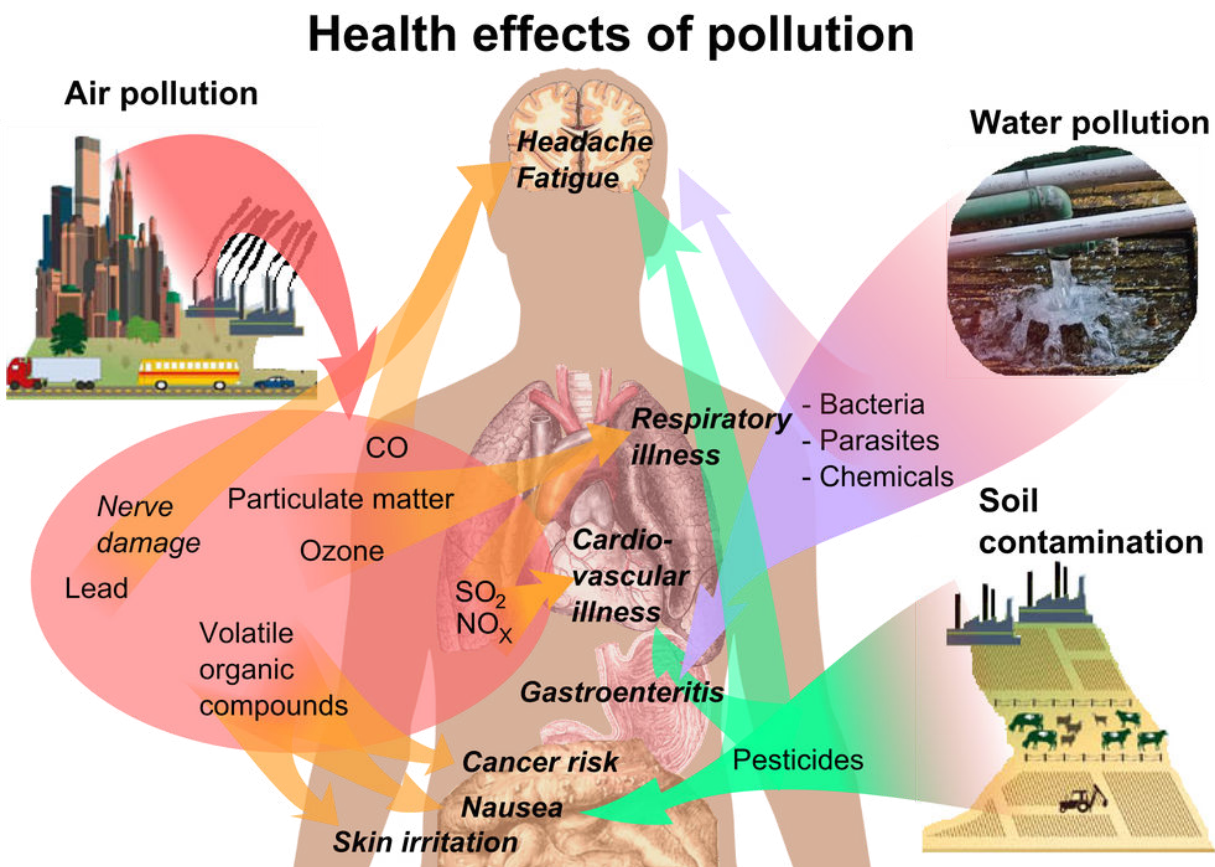 Health effects of pollution
Air pollution
Water pollution
Headache
Fatigue
CO
Particulate matter
Ozone
Nerve
damage
Lead
SO₂
NOₓ
Volatile
organic
compounds
Respiratory
illness
Cardio-
vascular
illness
- Bacteria
- Parasites
- Chemicals
Soil
contamination
Gastroenteritis
Pesticides
Cancer risk
Nausea
Skin irritation